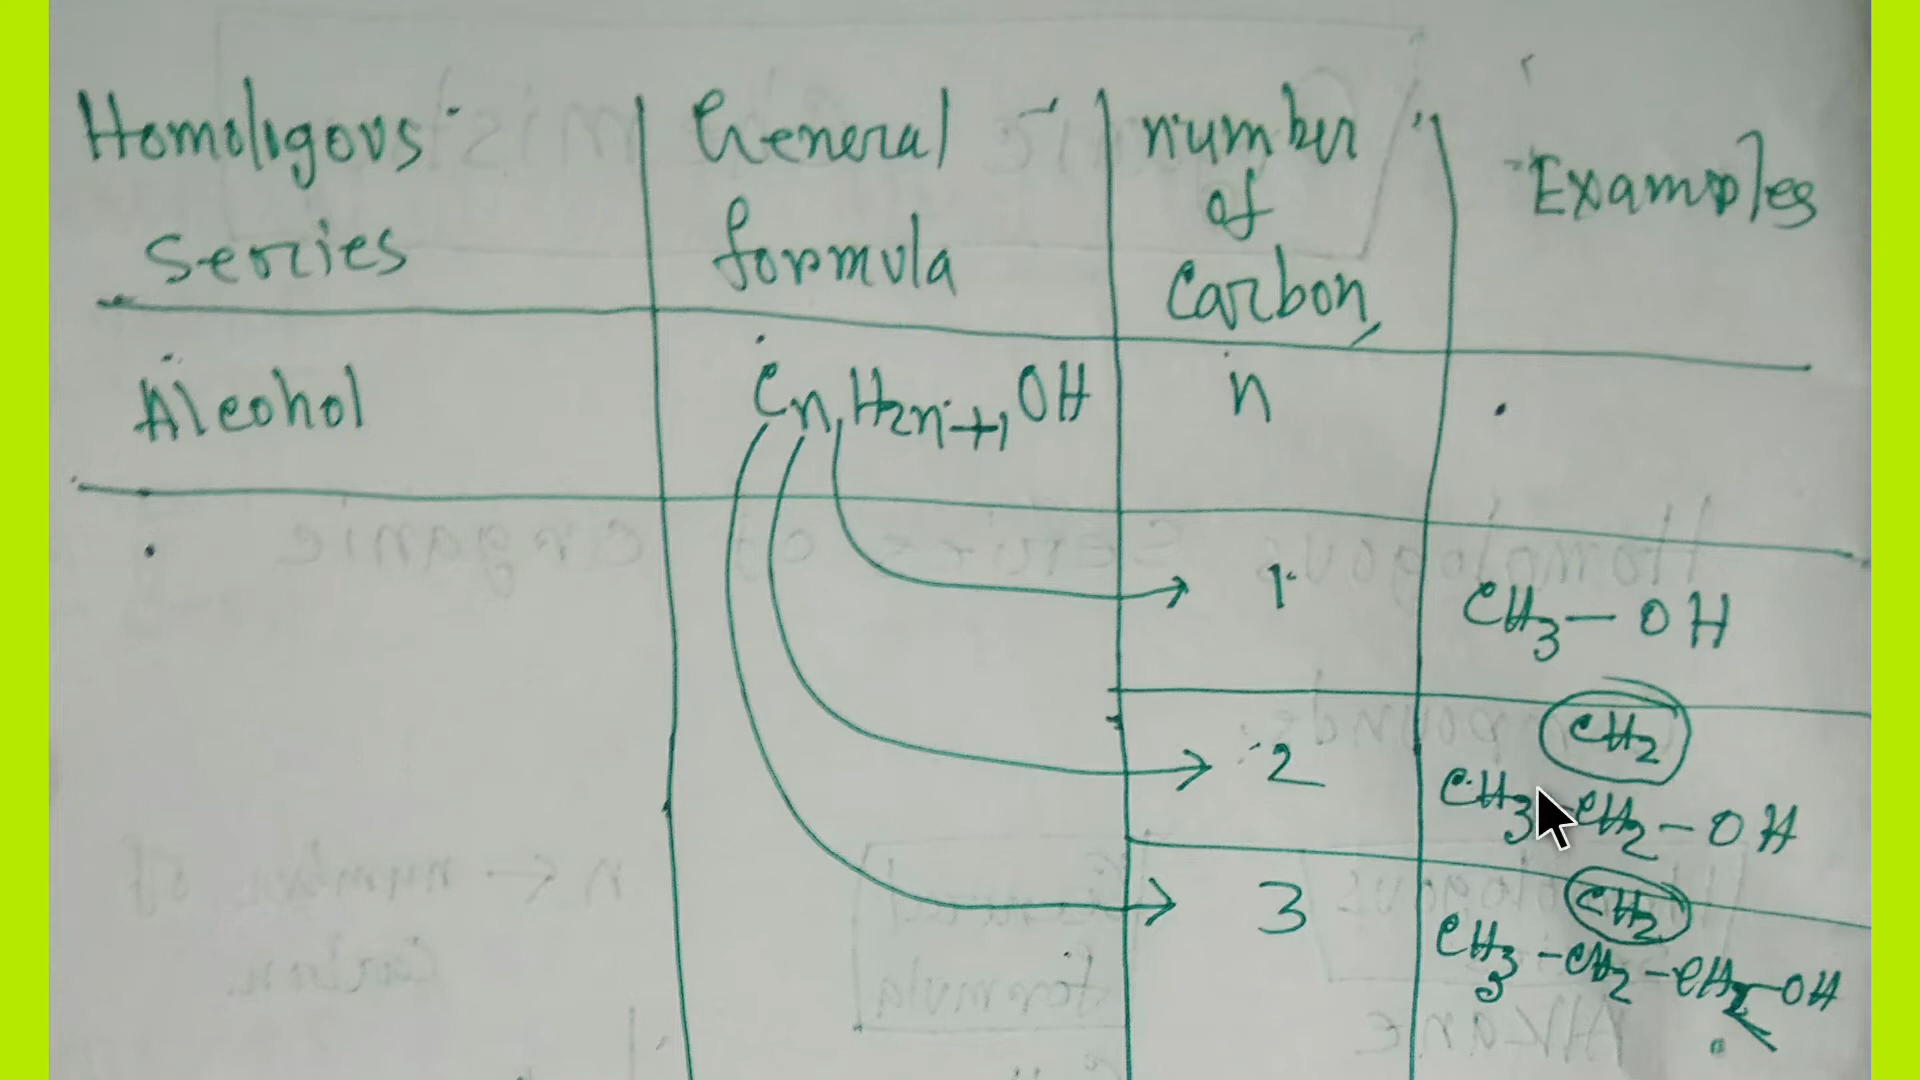 Homologous
series
General
formula
number
of
carbon
Examples
Alcohol
CnH2n+1OH
n
1
CH3-OH
CH2
2
CH3-CH2-OH
CH2
3
CH3-CH2-CH2-OH